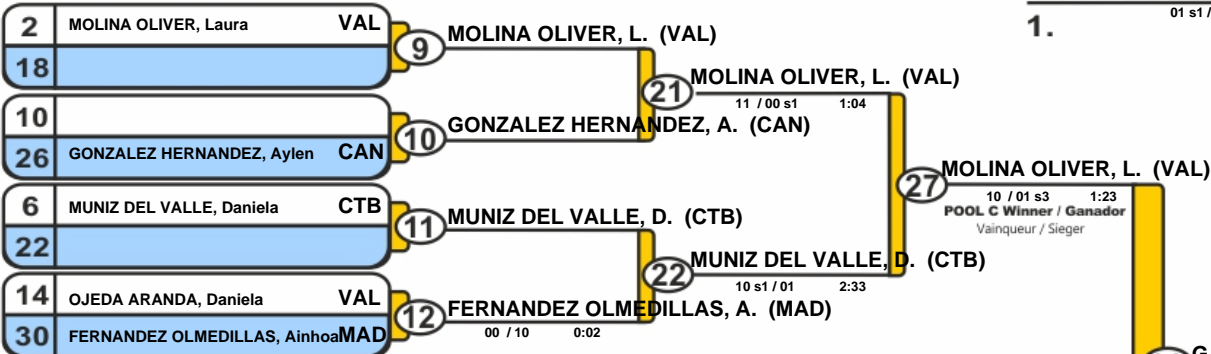 2 MOLINA OLIVER, Laura VAL
18
9
MOLINA OLIVER, L. (VAL)
10
26 GONZALEZ HERNANDEZ, Aylen CAN
10
GONZALEZ HERNANDEZ, A. (CAN)
21
MOLINA OLIVER, L. (VAL)
11 / 00 s1 1:04
6 MUNIZ DEL VALLE, Daniela CTB
22
11
MUNIZ DEL VALLE, D. (CTB)
14 OJEDA ARANDA, Daniela VAL
30 FERNANDEZ OLMEDILLAS, Ainhoa MAD
12
FERNANDEZ OLMEDILLAS, A. (MAD)
00 / 10 0:02
22
MUNIZ DEL VALLE, D. (CTB)
10 s1 / 01 2:33
27
MOLINA OLIVER, L. (VAL)
10 / 01 s3 1:23
POOL C Winner / Ganador
Vainqueur / Sieger
01 s1 /
1.